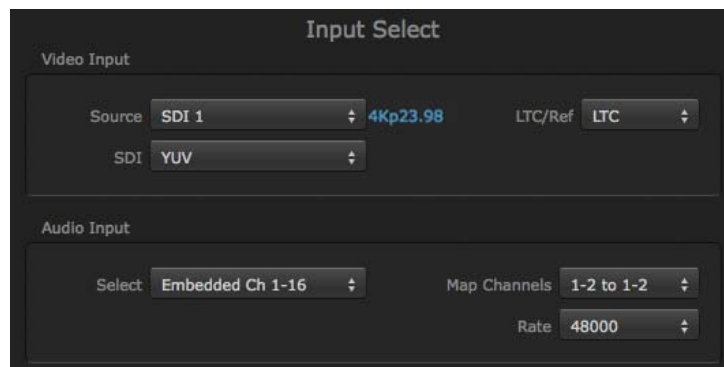 Input Select
Video Input
Source SDI 1 4Kp23.98 LTC/Ref LTC
SDI YUV
Audio Input
Select Embedded Ch 1-16 Map Channels 1-2 to 1-2
Rate 48000